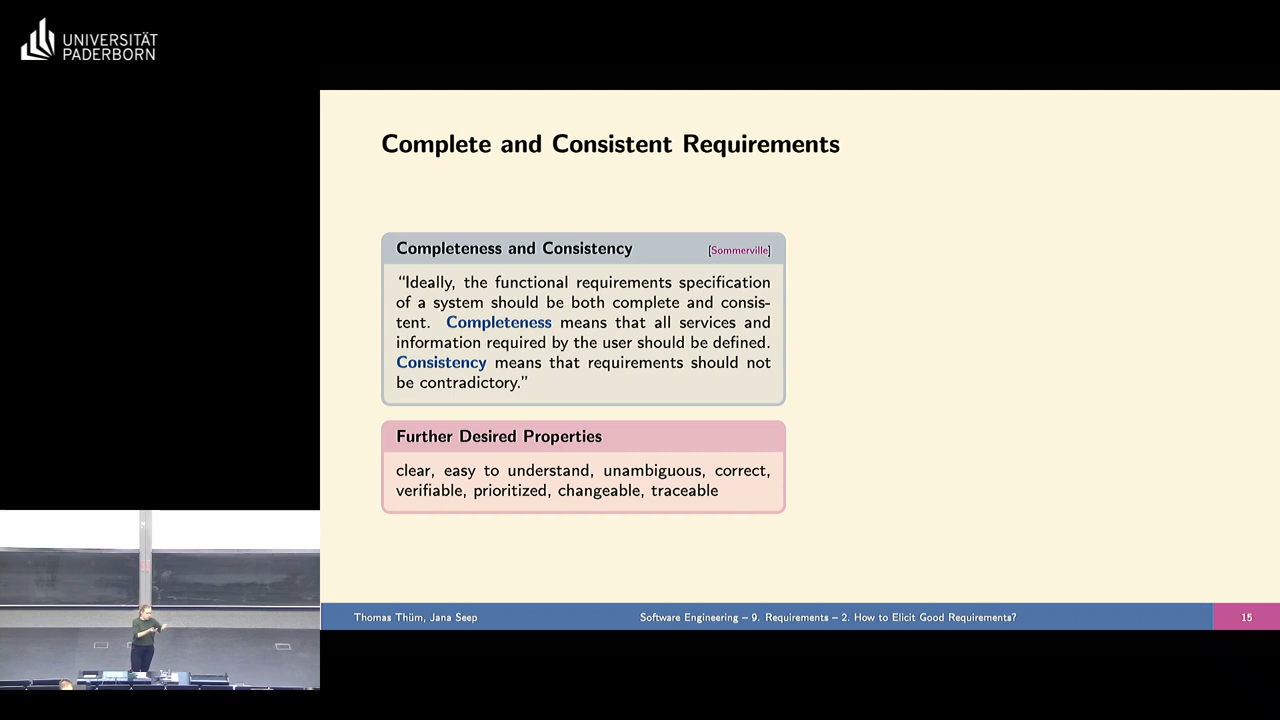 UNIVERSITÄT
PADERBORN
Complete and Consistent Requirements
Completeness and Consistency [Sommerville]
“Ideally, the functional requirements specification
of a system should be both complete and consis-
tent. Completeness means that all services and
information required by the user should be defined.
Consistency means that requirements should not
be contradictory.”
Further Desired Properties
clear, easy to understand, unambiguous, correct,
verifiable, prioritized, changeable, traceable
Thomas Thüm, Jana Seep Software Engineering – 9. Requirements – 2. How to Elicit Good Requirements? 15